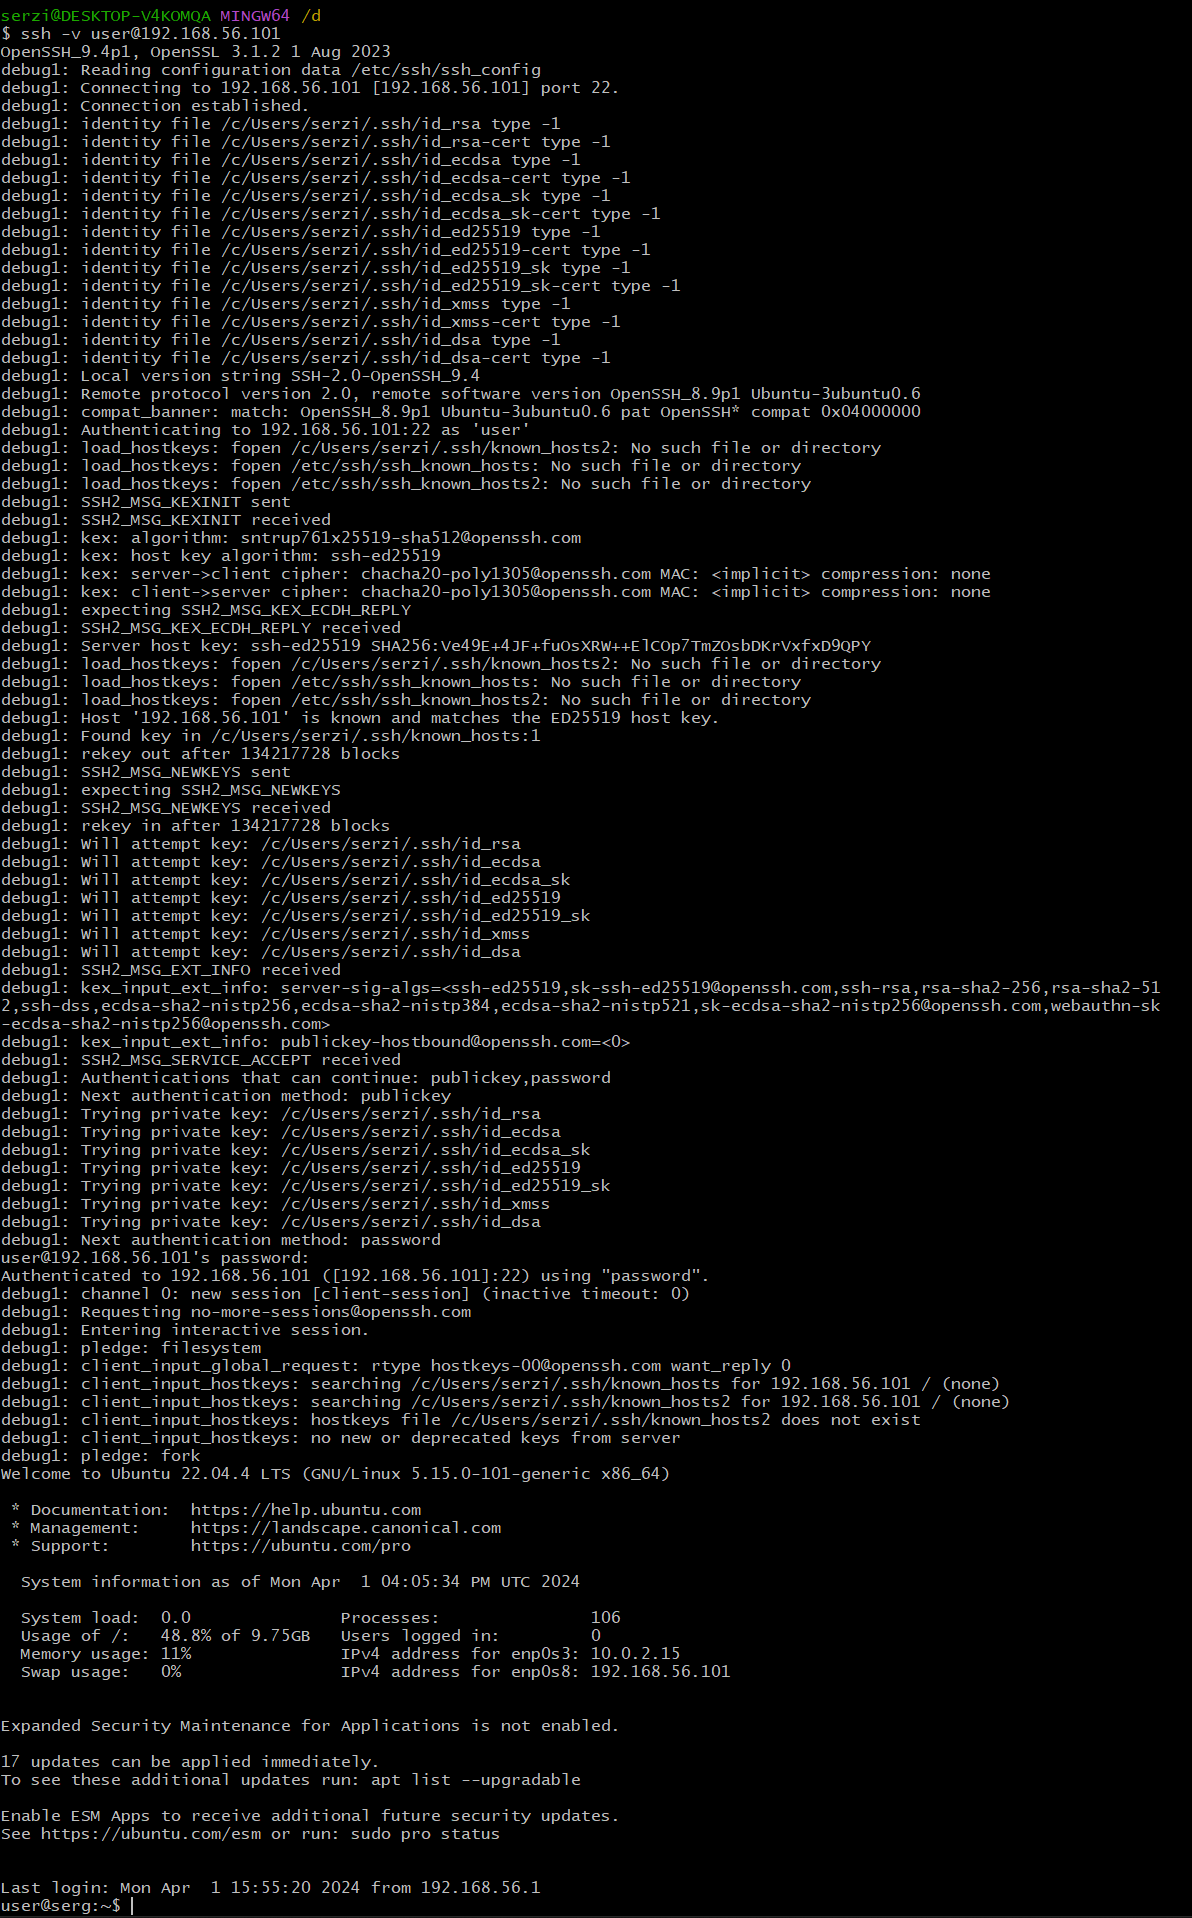 serzi@DESKTOP-V4KOMQA MINGW64 /d
$ ssh -v user@192.168.56.101
OpenSSH_9.4p1, OpenSSL 3.1.2 1 Aug 2023
debug1: Reading configuration data /etc/ssh/ssh_config
debug1: Connecting to 192.168.56.101 [192.168.56.101] port 22.
debug1: Connection established.
debug1: identity file /c/Users/serzi/.ssh/id_rsa type -1
debug1: identity file /c/Users/serzi/.ssh/id_rsa-cert type -1
debug1: identity file /c/Users/serzi/.ssh/id_ecdsa type -1
debug1: identity file /c/Users/serzi/.ssh/id_ecdsa-cert type -1
debug1: identity file /c/Users/serzi/.ssh/id_ecdsa_sk type -1
debug1: identity file /c/Users/serzi/.ssh/id_ecdsa_sk-cert type -1
debug1: identity file /c/Users/serzi/.ssh/id_ed25519 type -1
debug1: identity file /c/Users/serzi/.ssh/id_ed25519-cert type -1
debug1: identity file /c/Users/serzi/.ssh/id_ed25519_sk type -1
debug1: identity file /c/Users/serzi/.ssh/id_ed25519_sk-cert type -1
debug1: identity file /c/Users/serzi/.ssh/id_xmss type -1
debug1: identity file /c/Users/serzi/.ssh/id_xmss-cert type -1
debug1: identity file /c/Users/serzi/.ssh/id_dsa type -1
debug1: identity file /c/Users/serzi/.ssh/id_dsa-cert type -1
debug1: Local version string SSH-2.0-OpenSSH_9.4
debug1: Remote protocol version 2.0, remote software version OpenSSH_8.9p1 Ubuntu-3ubuntu0.6
debug1: compat_banner: match: OpenSSH_8.9p1 Ubuntu-3ubuntu0.6 pat OpenSSH* compat 0x04000000
debug1: Authenticating to 192.168.56.101:22 as 'user'
debug1: load_hostkeys: fopen /c/Users/serzi/.ssh/known_hosts2: No such file or directory
debug1: load_hostkeys: fopen /etc/ssh/ssh_known_hosts: No such file or directory
debug1: load_hostkeys: fopen /etc/ssh/ssh_known_hosts2: No such file or directory
debug1: SSH2_MSG_KEXINIT sent
debug1: SSH2_MSG_KEXINIT received
debug1: kex: algorithm: sntrup761x25519-sha512@openssh.com
debug1: kex: host key algorithm: ssh-ed25519
debug1: kex: server->client cipher: chacha20-poly1305@openssh.com MAC: <implicit> compression: none
debug1: kex: client->server cipher: chacha20-poly1305@openssh.com MAC: <implicit> compression: none
debug1: expecting SSH2_MSG_KEX_ECDH_REPLY
debug1: SSH2_MSG_KEX_ECDH_REPLY received
debug1: Server host key: ssh-ed25519 SHA256:Ve49E+4JF+fuOsXRW++ElCOp7TmZOsbDKrVxfxD9QPY
debug1: load_hostkeys: fopen /c/Users/serzi/.ssh/known_hosts2: No such file or directory
debug1: load_hostkeys: fopen /etc/ssh/ssh_known_hosts: No such file or directory
debug1: load_hostkeys: fopen /etc/ssh/ssh_known_hosts2: No such file or directory
debug1: Host '192.168.56.101' is known and matches the ED25519 host key.
debug1: Found key in /c/Users/serzi/.ssh/known_hosts:1
debug1: rekey out after 134217728 blocks
debug1: SSH2_MSG_NEWKEYS sent
debug1: expecting SSH2_MSG_NEWKEYS
debug1: SSH2_MSG_NEWKEYS received
debug1: rekey in after 134217728 blocks
debug1: Will attempt key: /c/Users/serzi/.ssh/id_rsa
debug1: Will attempt key: /c/Users/serzi/.ssh/id_ecdsa
debug1: Will attempt key: /c/Users/serzi/.ssh/id_ecdsa_sk
debug1: Will attempt key: /c/Users/serzi/.ssh/id_ed25519
debug1: Will attempt key: /c/Users/serzi/.ssh/id_ed25519_sk
debug1: Will attempt key: /c/Users/serzi/.ssh/id_xmss
debug1: Will attempt key: /c/Users/serzi/.ssh/id_dsa
debug1: SSH2_MSG_EXT_INFO received
debug1: kex_input_ext_info: server-sig-algs=<ssh-ed25519,sk-ssh-ed25519@openssh.com,ssh-rsa,rsa-sha2-256,rsa-sha2-51
2,ssh-dss,ecdsa-sha2-nistp256,ecdsa-sha2-nistp384,ecdsa-sha2-nistp521,sk-ecdsa-sha2-nistp256@openssh.com,webauthn-sk
-ecdsa-sha2-nistp256@openssh.com>
debug1: kex_input_ext_info: publickey-hostbound@openssh.com=<0>
debug1: SSH2_MSG_SERVICE_ACCEPT received
debug1: Authentications that can continue: publickey,password
debug1: Next authentication method: publickey
debug1: Trying private key: /c/Users/serzi/.ssh/id_rsa
debug1: Trying private key: /c/Users/serzi/.ssh/id_ecdsa
debug1: Trying private key: /c/Users/serzi/.ssh/id_ecdsa_sk
debug1: Trying private key: /c/Users/serzi/.ssh/id_ed25519
debug1: Trying private key: /c/Users/serzi/.ssh/id_ed25519_sk
debug1: Trying private key: /c/Users/serzi/.ssh/id_xmss
debug1: Trying private key: /c/Users/serzi/.ssh/id_dsa
debug1: Next authentication method: password
user@192.168.56.101's password:
Authenticated to 192.168.56.101 ([192.168.56.101]:22) using "password".
debug1: channel 0: new session [client-session] (inactive timeout: 0)
debug1: Requesting no-more-sessions@openssh.com
debug1: Entering interactive session.
debug1: pledge: filesystem
debug1: client_input_global_request: rtype hostkeys-00@openssh.com want_reply 0
debug1: client_input_hostkeys: searching /c/Users/serzi/.ssh/known_hosts for 192.168.56.101 / (none)
debug1: client_input_hostkeys: searching /c/Users/serzi/.ssh/known_hosts2 for 192.168.56.101 / (none)
debug1: client_input_hostkeys: hostkeys file /c/Users/serzi/.ssh/known_hosts2 does not exist
debug1: client_input_hostkeys: no new or deprecated keys from server
debug1: pledge: fork
Welcome to Ubuntu 22.04.4 LTS (GNU/Linux 5.15.0-101-generic x86_64)
* Documentation:  https://help.ubuntu.com
* Management:     https://landscape.canonical.com
* Support:        https://ubuntu.com/pro
System information as of Mon Apr  1 04:05:34 PM UTC 2024
System load:  0.0               Processes:               106
Usage of /:   48.8% of 9.75GB   Users logged in:         0
Memory usage: 11%               IPv4 address for enp0s3: 10.0.2.15
Swap usage:   0%                IPv4 address for enp0s8: 192.168.56.101
Expanded Security Maintenance for Applications is not enabled.
17 updates can be applied immediately.
To see these additional updates run: apt list --upgradable
Enable ESM Apps to receive additional future security updates.
See https://ubuntu.com/esm or run: sudo pro status
Last login: Mon Apr  1 15:55:20 2024 from 192.168.56.1
user@serg:~$